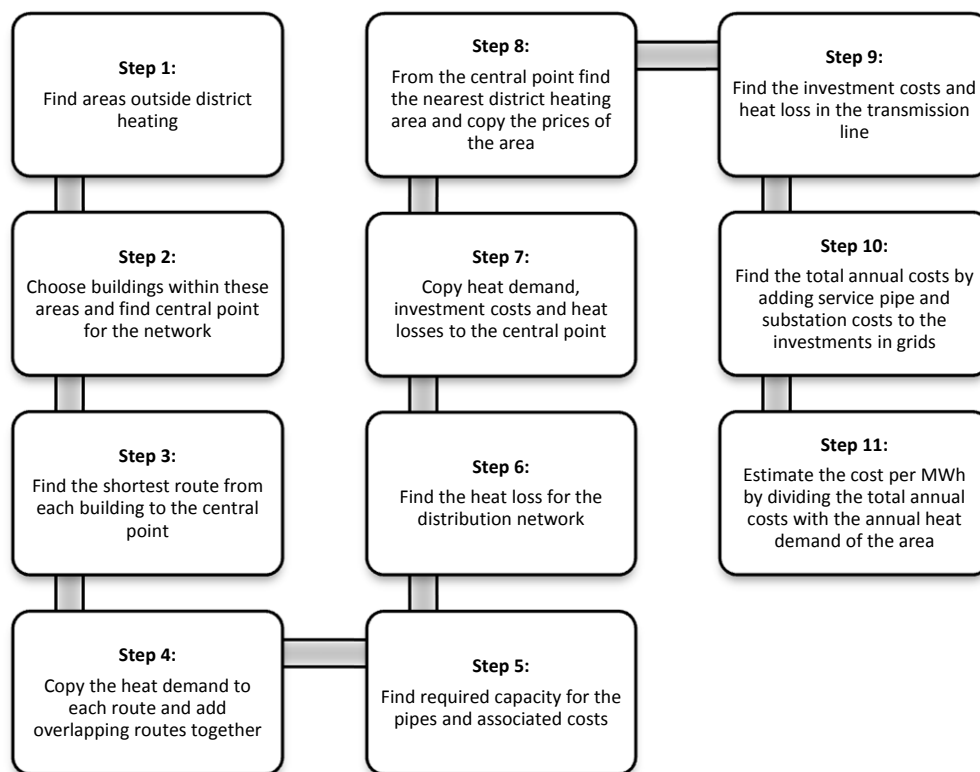 Step 1:
Find areas outside district
heating
Step 2:
Choose buildings within these
areas and find central point
for the network
Step 3:
Find the shortest route from
each building to the central
point
Step 4:
Copy the heat demand to
each route and add
overlapping routes together
Step 5:
Find required capacity for the
pipes and associated costs
Step 6:
Find the heat loss for the
distribution network
Step 7:
Copy heat demand,
investment costs and heat
losses to the central point
Step 8:
From the central point find
the nearest district heating
area and copy the prices of
the area
Step 9:
Find the investment costs and
heat loss in the transmission
line
Step 10:
Find the total annual costs by
adding service pipe and
substation costs to the
investments in grids
Step 11:
Estimate the cost per MWh
by dividing the total annual
costs with the annual heat
demand of the area